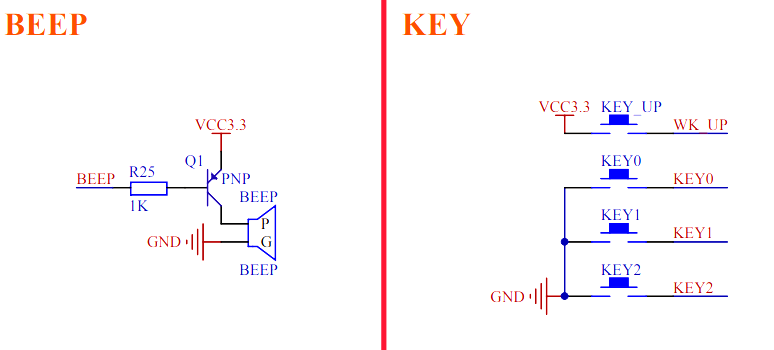 BEEP
VCC3.3
Q1
R25
BEEP
PNP
1K
BEEP
P
GND
G
BEEP
KEY
VCC3.3
KEY_UP
WK_UP
KEY0
KEY0
KEY1
KEY1
KEY2
GND
KEY2